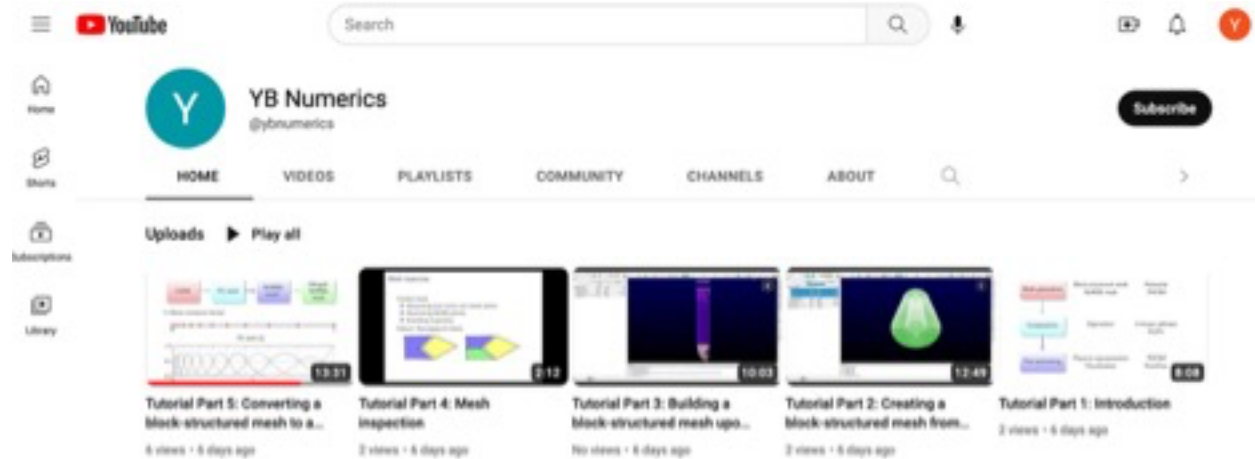 YouTube
Search
Y
Home
Shorts
Subscriptions
Library
Y
YB Numerics
@ybnumerics
Subscribe
HOME VIDEOS PLAYLISTS COMMUNITY CHANNELS ABOUT
Uploads Play all
13:31 2:12 10:03 12:49 8:08
Tutorial Part 5: Converting a
block-structured mesh to a...
6 views • 6 days ago
Tutorial Part 4: Mesh
inspection
2 views • 6 days ago
Tutorial Part 3: Building a
block-structured mesh upo...
No views • 6 days ago
Tutorial Part 2: Creating a
block-structured mesh from...
2 views • 6 days ago
Tutorial Part 1: Introduction
2 views • 6 days ago